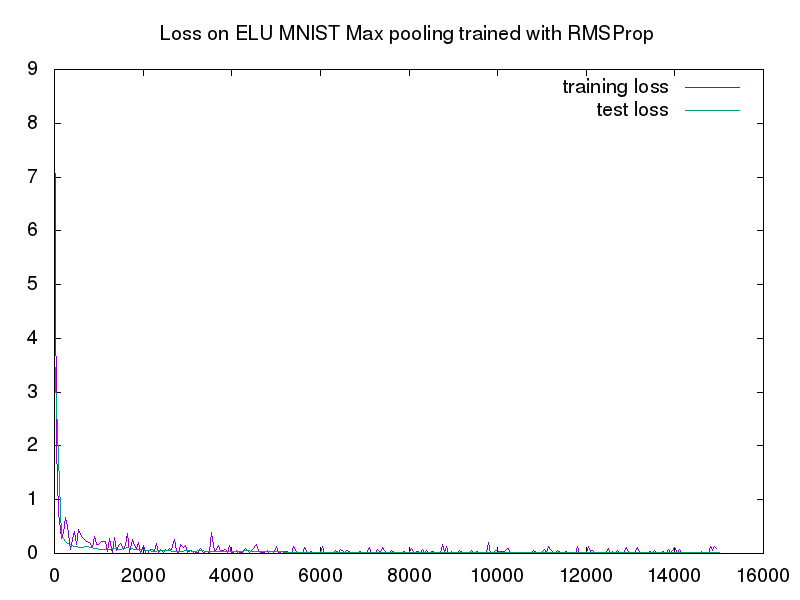 Loss on ELU MNIST Max pooling trained with RMSProp
9
training loss
test loss
8
7
6
5
4
3
2
1
0
0 2000 4000 6000 8000 10000 12000 14000 16000